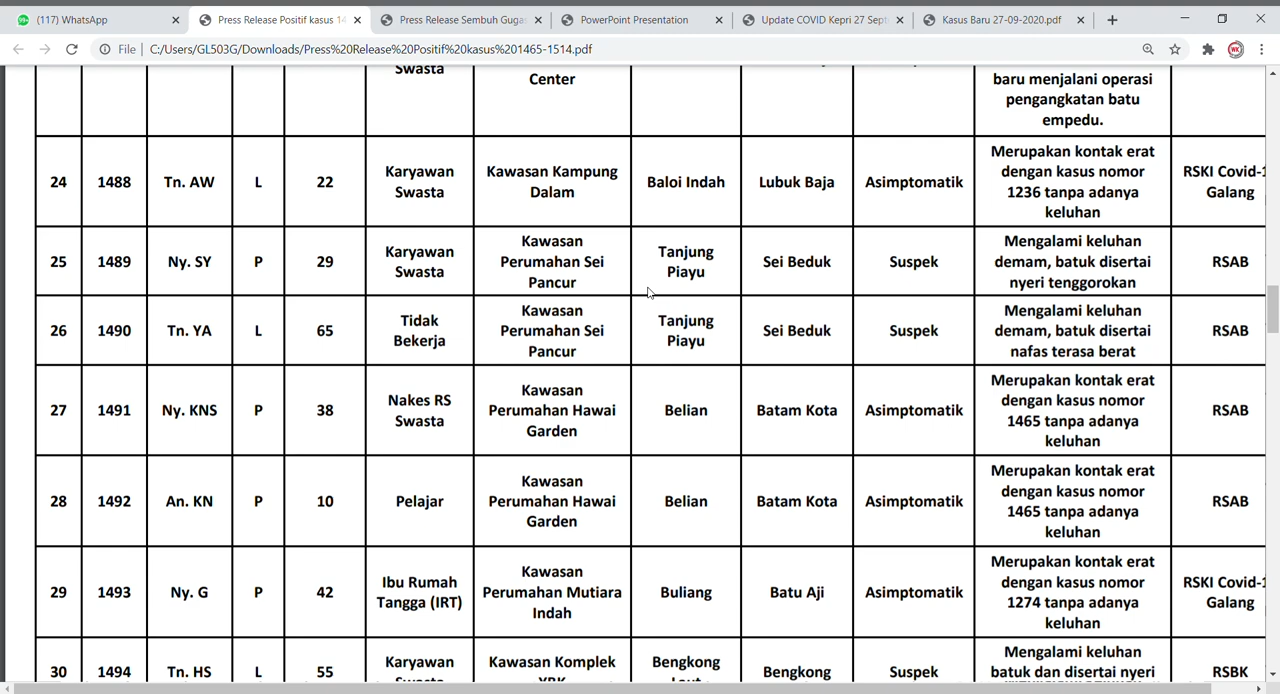 99+ (117) WhatsApp
Press Release Positif kasus 14
Press Release Sembuh Gugas
PowerPoint Presentation
Update COVID Kepri 27 Sept
Kasus Baru 27-09-2020.pdf
File | C:/Users/GL503G/Downloads/Press%20Release%20Positif%20kasus%201465-1514.pdf
WK
Swasta
Center
baru menjalani operasi
pengangkatan batu
empedu.
24 1488 Tn. AW L 22
Karyawan
Swasta
Kawasan Kampung
Dalam
Baloi Indah Lubuk Baja Asimptomatik
Merupakan kontak erat
dengan kasus nomor
1236 tanpa adanya
keluhan
RSKI Covid-1
Galang
25 1489 Ny. SY P 29
Karyawan
Swasta
Kawasan
Perumahan Sei
Pancur
Tanjung
Piayu
Sei Beduk Suspek
Mengalami keluhan
demam, batuk disertai
nyeri tenggorokan
RSAB
26 1490 Tn. YA L 65
Tidak
Bekerja
Kawasan
Perumahan Sei
Pancur
Tanjung
Piayu
Sei Beduk Suspek
Mengalami keluhan
demam, batuk disertai
nafas terasa berat
RSAB
27 1491 Ny. KNS P 38
Nakes RS
Swasta
Kawasan
Perumahan Hawai
Garden
Belian Batam Kota Asimptomatik
Merupakan kontak erat
dengan kasus nomor
1465 tanpa adanya
keluhan
RSAB
28 1492 An. KN P 10
Pelajar
Kawasan
Perumahan Hawai
Garden
Belian Batam Kota Asimptomatik
Merupakan kontak erat
dengan kasus nomor
1465 tanpa adanya
keluhan
RSAB
29 1493 Ny. G P 42
Ibu Rumah
Tangga (IRT)
Kawasan
Perumahan Mutiara
Indah
Buliang Batu Aji Asimptomatik
Merupakan kontak erat
dengan kasus nomor
1274 tanpa adanya
keluhan
RSKI Covid-1
Galang
30 1494 Tn. HS L 55
Karyawan
Kawasan Komplek
Bengkong
Bengkong Suspek
Mengalami keluhan
batuk dan disertai nyeri
RSBK